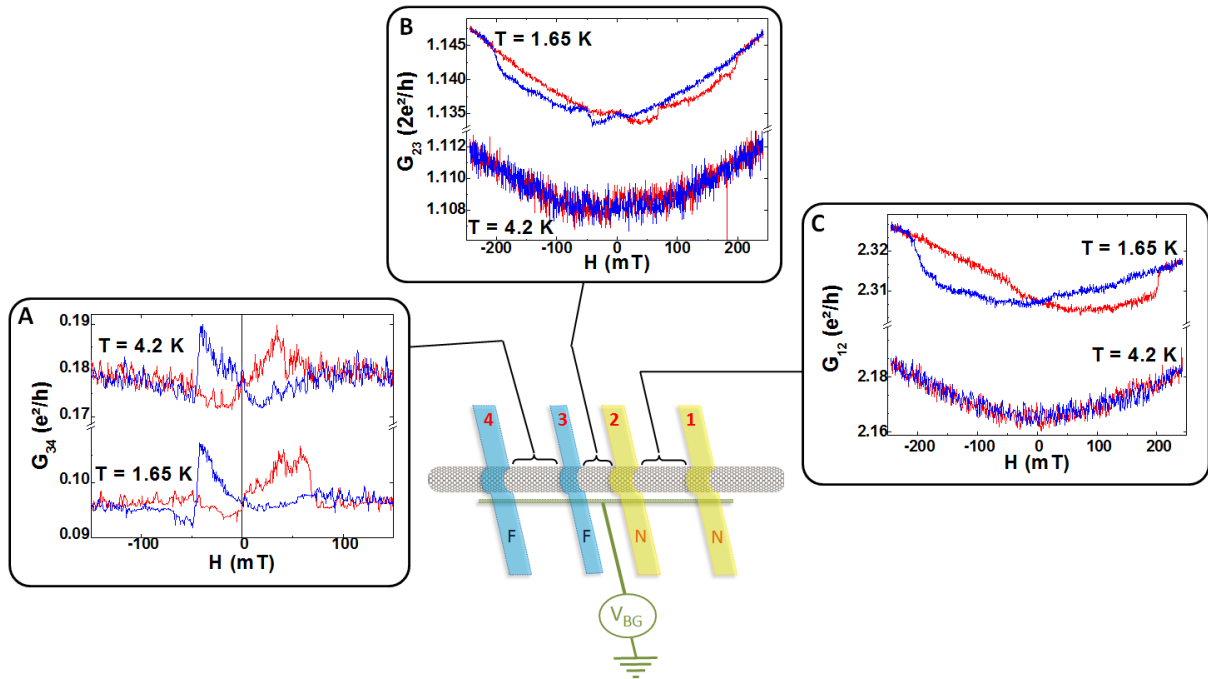 B
T = 1.65 K
1.145
1.140
1.135
1.112
1.110
1.108
G23 (2e²/h)
T = 4.2 K
-200 -100 0 100 200
H (mT)
C
T = 1.65 K
2.32
2.31
2.18
2.16
G12 (e²/h)
T = 4.2 K
-200 -100 0 100 200
H (mT)
A
0.19
0.18
0.17
0.10
0.09
G34 (e²/h)
T = 4.2 K
T = 1.65 K
-100 0 100
H (mT)
4 3 2 1
F F N N
VBG